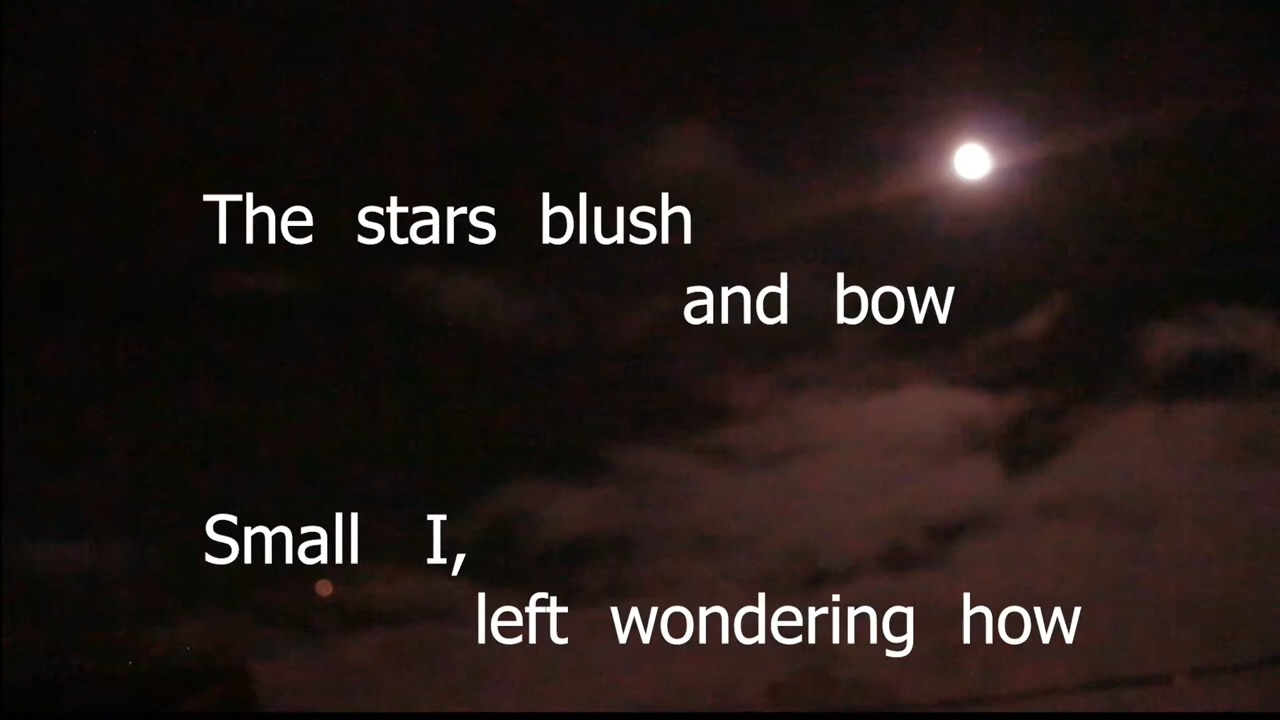 The stars blush
and bow
Small I,
left wondering how